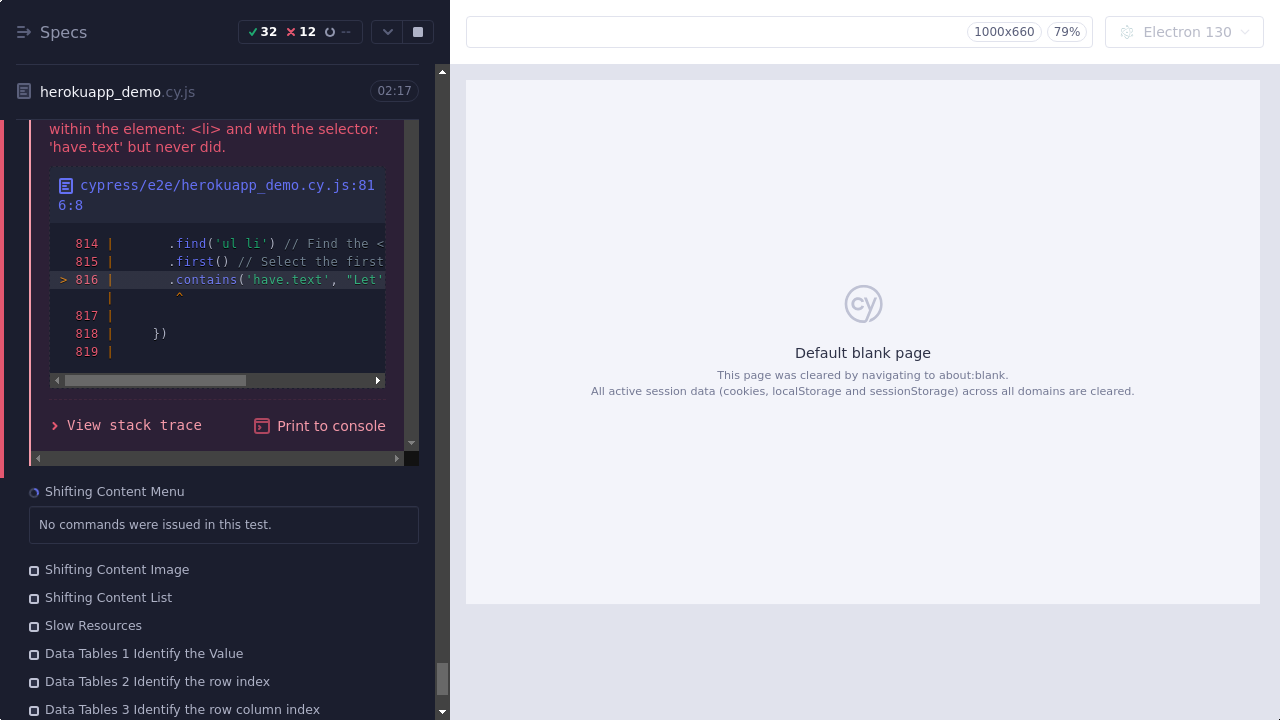 Specs
32 12 --
1000x660 79%
Electron 130
herokuapp_demo.cy.js 02:17
within the element: <li> and with the selector:
'have.text' but never did.
cypress/e2e/herokuapp_demo.cy.js:81
6:8
814 | .find('ul li') // Find the <
815 | .first() // Select the first
> 816 | .contains('have.text', "Let'
| ^
817 |
818 | })
819 |
View stack trace
Print to console
Shifting Content Menu
No commands were issued in this test.
Shifting Content Image
Shifting Content List
Slow Resources
Data Tables 1 Identify the Value
Data Tables 2 Identify the row index
Data Tables 3 Identify the row column index
cy
Default blank page
This page was cleared by navigating to about:blank.
All active session data (cookies, localStorage and sessionStorage) across all domains are cleared.